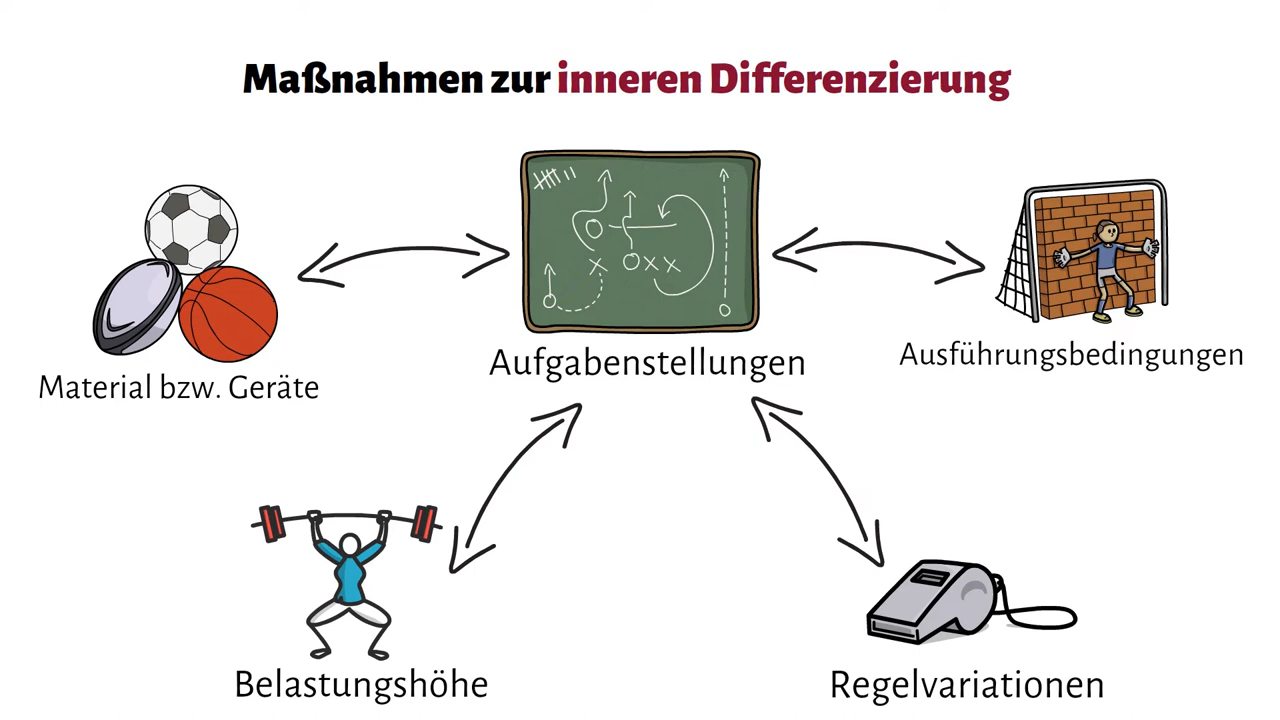 Maßnahmen zur inneren Differenzierung
Aufgabenstellungen
Ausführungsbedingungen
Material bzw. Geräte
Belastungshöhe
Regelvariationen